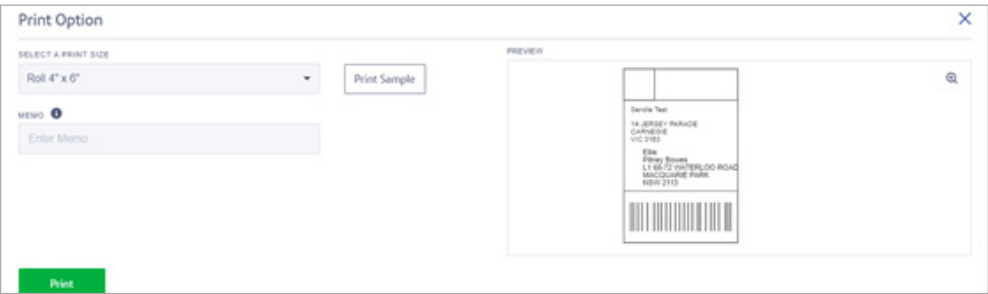 Print Option
SELECT A PRINT SIZE
Roll 4" x 6"
Print Sample
MEMO
Enter Memo
Print
PREVIEW
Sendle Test
14 JERSEY PARADE
CARNEGIE
VIC 3163
Ellie
Pitney Bowes
L1 68-72 WATERLOO ROAD
MACQUARIE PARK
NSW 2113